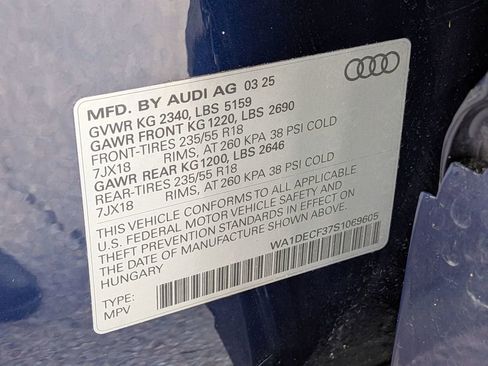 MFD. BY AUDI AG 03 25
GVWR KG 2340, LBS 5159
GAWR FRONT KG 1220, LBS 2690
FRONT-TIRES 235/55 R18
7JX18 RIMS, AT 260 KPA 38 PSI COLD
GAWR REAR KG1200, LBS 2646
REAR-TIRES 235/55 R18
7JX18 RIMS, AT 260 KPA 38 PSI COLD
THIS VEHICLE CONFORMS TO ALL APPLICABLE
U.S. FEDERAL MOTOR VEHICLE SAFETY AND
THEFT PREVENTION STANDARDS IN EFFECT ON
THE DATE OF MANUFACTURE SHOWN ABOVE.
HUNGARY
WA1DECF37S1069605
TYPE:
MPV